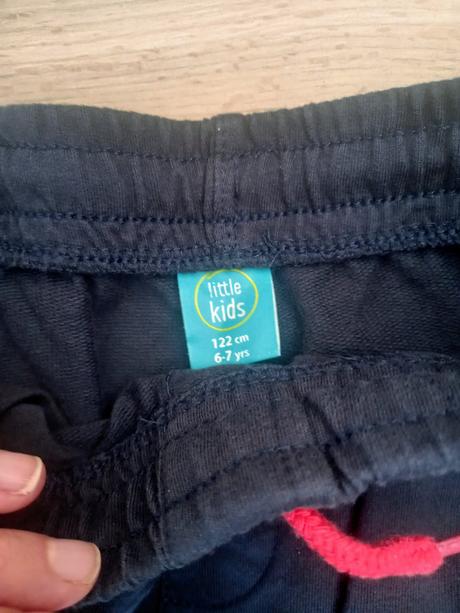 little
kids
122 cm
6-7 yrs